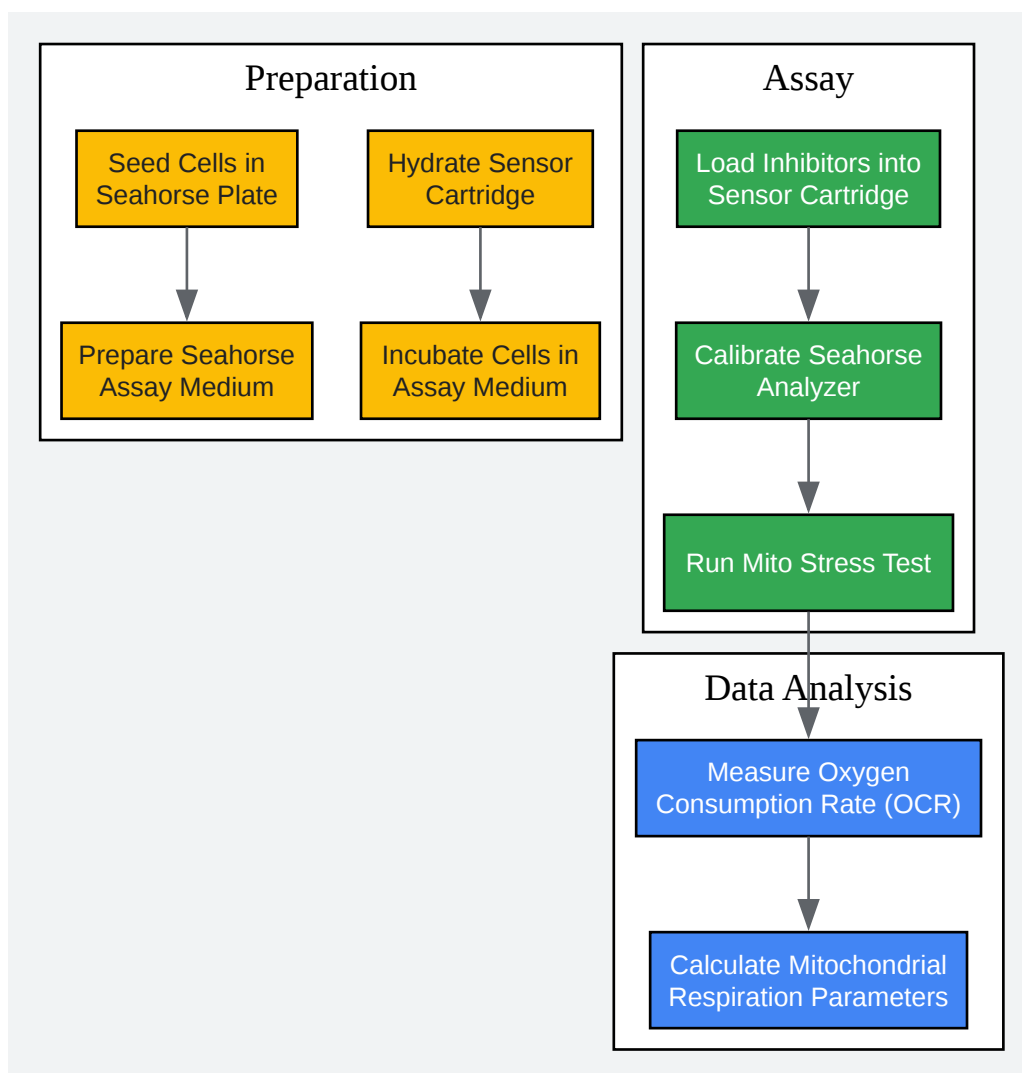 Preparation
Seed Cells in
Seahorse Plate
Hydrate Sensor
Cartridge
Prepare Seahorse
Assay Medium
Incubate Cells in
Assay Medium
Assay
Load Inhibitors into
Sensor Cartridge
Calibrate Seahorse
Analyzer
Run Mito Stress Test
Data Analysis
Measure Oxygen
Consumption Rate (OCR)
Calculate Mitochondrial
Respiration Parameters